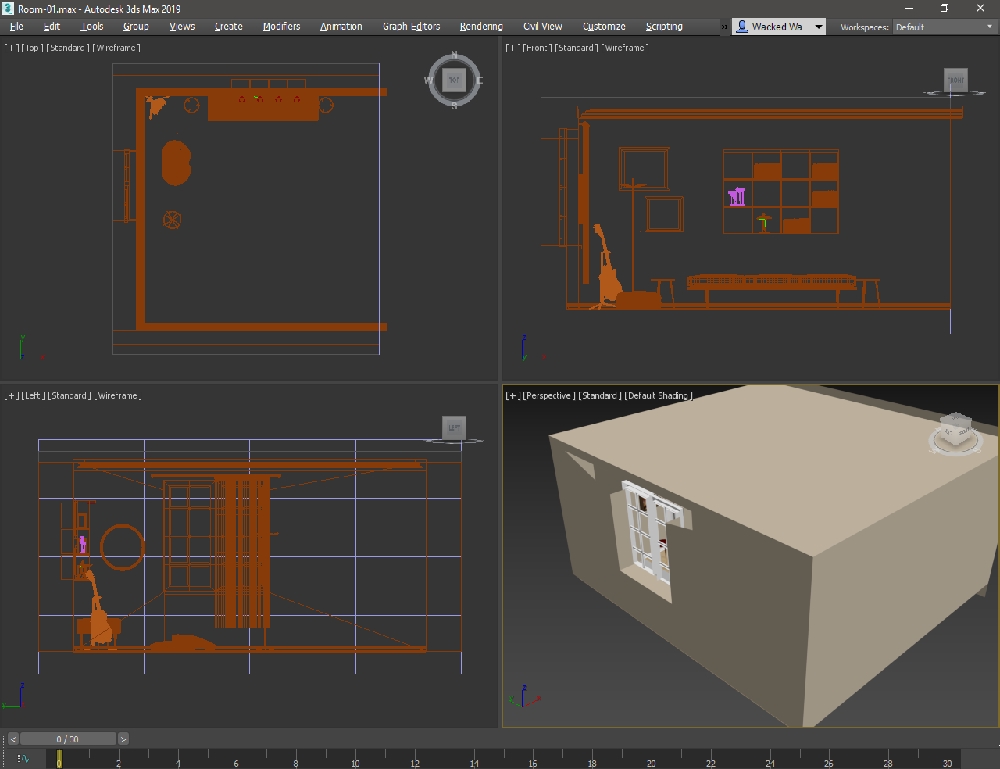 Room-01.max - Autodesk 3ds Max 2019
File Edit Tools Group Views Create Modifiers Animation Graph Editors Rendering Civil View Customize Scripting » Wacked Wa Workspaces: Default
[+] [Top] [Standard] [Wireframe]
N
W TOP E
S
[+] [Front] [Standard] [Wireframe]
FRONT
[+] [Left] [Standard] [Wireframe]
LEFT
[+] [Perspective] [Standard] [Default Shading]
< 0 / 30 >
0 2 4 6 8 10 12 14 16 18 20 22 24 26 28 30